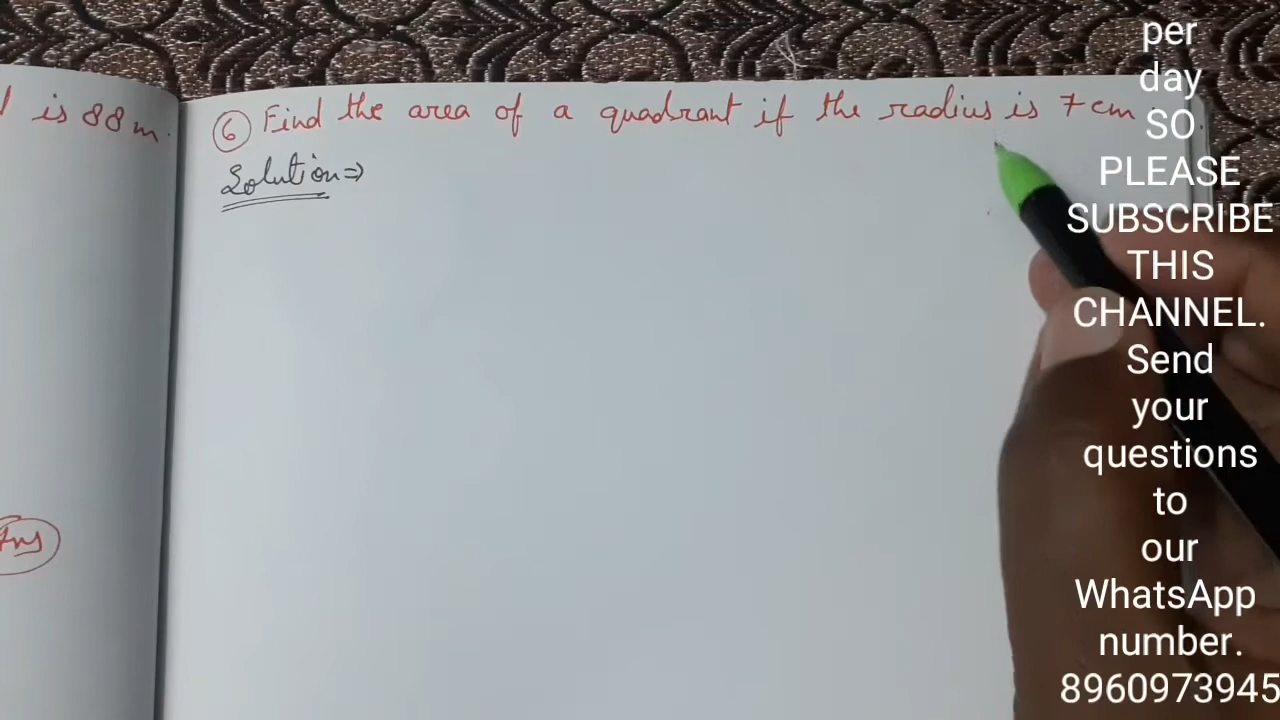 is 88 m.
6 Find the area of a quadrant if the radius is 7 cm.
Solution ⇒
Ans
per
day
SO
PLEASE
SUBSCRIBE
THIS
CHANNEL.
Send
your
questions
to
our
WhatsApp
number.
8960973945